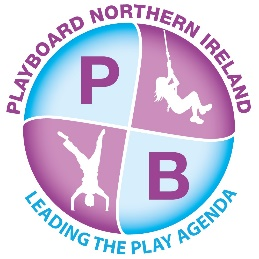 PLAYBOARD NORTHERN IRELAND
P
B
LEADING THE PLAY AGENDA